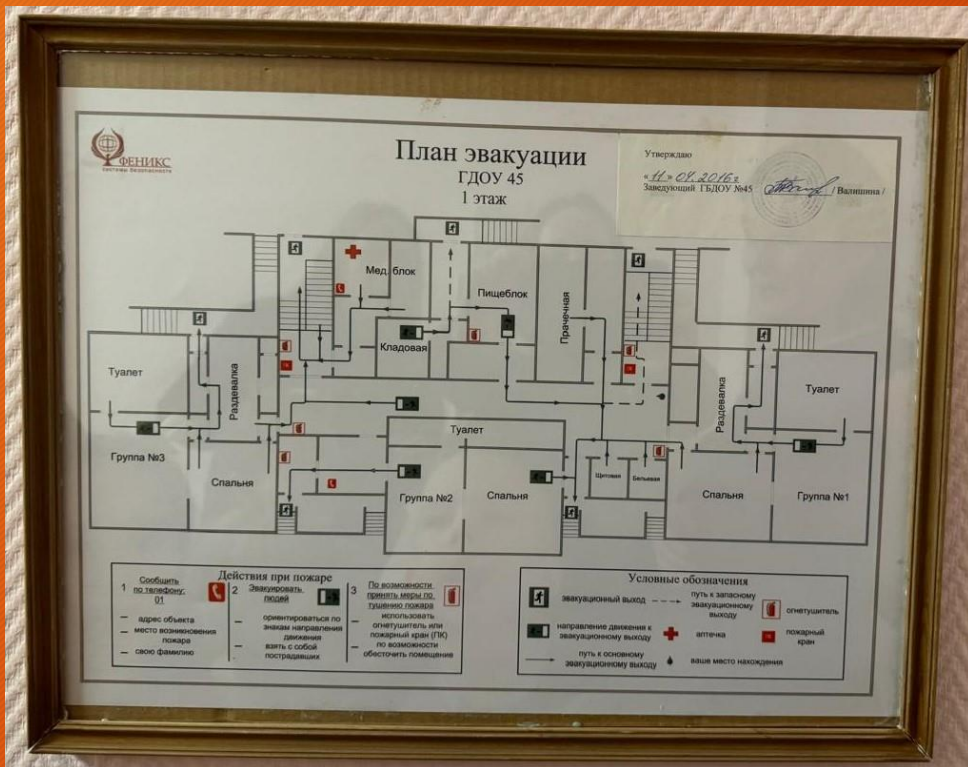 ФЕНИКС
системы безопасности
План эвакуации
ГДОУ 45
1 этаж
Утверждаю
«11» 04. 2016г
Заведующий ГБДОУ №45 / Валишина /
Мед. блок
Пищеблок
Прачечная
Кладовая
Туалет
Раздевалка
Группа №3
Спальня
Туалет
Группа №2
Спальня
Щитовая
Бельевая
Раздевалка
Туалет
Спальня
Группа №1
Действия при пожаре
1 Сообщить
по телефону:
01
— адрес объекта
— место возникновения
пожара
— свою фамилию
2 Эвакуировать
людей
— ориентироваться по
знакам направления
движения
— взять с собой
пострадавших
3 По возможности
принять меры по
тушению пожара
— использовать
огнетушитель или
пожарный кран (ПК)
— по возможности
обесточить помещение
Условные обозначения
эвакуационный выход
направление движения к
эвакуационному выходу
путь к основному
эвакуационному выходу
путь к запасному
эвакуационному
выходу
аптечка
ваше место нахождения
огнетушитель
пожарный
кран